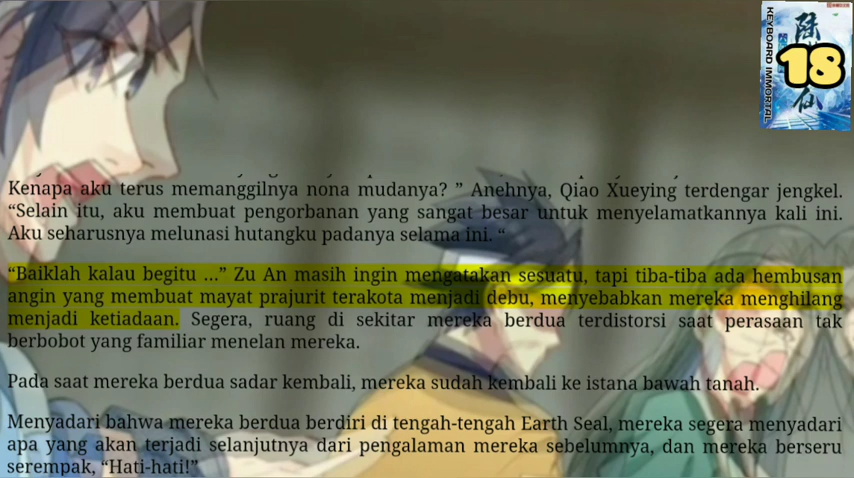 陆
仙
KEYBOARD IMMORTAL
18
Kenapa aku terus memanggilnya nona mudanya? ” Anehnya, Qiao Xueying terdengar jengkel.
“Selain itu, aku membuat pengorbanan yang sangat besar untuk menyelamatkannya kali ini.
Aku seharusnya melunasi hutangku padanya selama ini. “
“Baiklah kalau begitu ...” Zu An masih ingin mengatakan sesuatu, tapi tiba-tiba ada hembusan
angin yang membuat mayat prajurit terakota menjadi debu, menyebabkan mereka menghilang
menjadi ketiadaan. Segera, ruang di sekitar mereka berdua terdistorsi saat perasaan tak
berbobot yang familiar menelan mereka.
Pada saat mereka berdua sadar kembali, mereka sudah kembali ke istana bawah tanah.
Menyadari bahwa mereka berdua berdiri di tengah-tengah Earth Seal, mereka segera menyadari
apa yang akan terjadi selanjutnya dari pengalaman mereka sebelumnya, dan mereka berseru
serempak, “Hati-hati!”